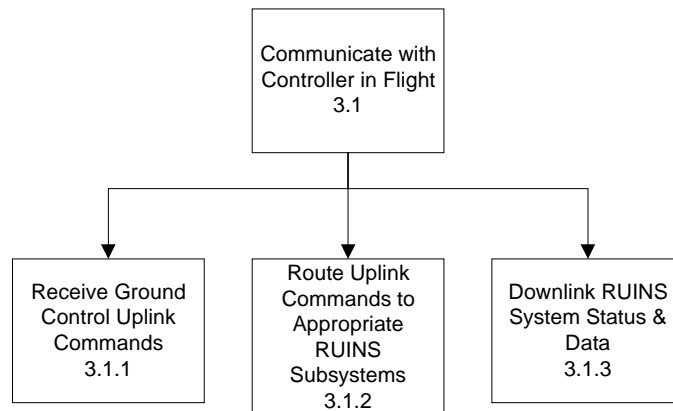 Communicate with
Controller in Flight
3.1
Receive Ground
Control Uplink
Commands
3.1.1
Route Uplink
Commands to
Appropriate
RUINS
Subsystems
3.1.2
Downlink RUINS
System Status &
Data
3.1.3